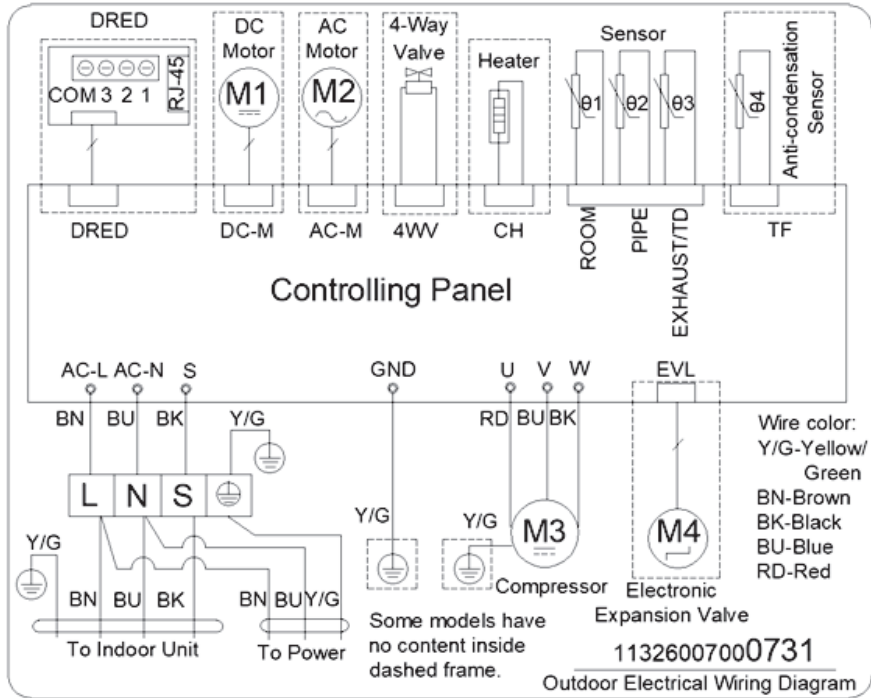 DRED
DC Motor
AC Motor
4-Way Valve
Heater
Sensor
Anti-condensation Sensor
COM 3 2 1
RJ-45
M1
M2
θ1
θ2
θ3
θ4
DRED
DC-M
AC-M
4WV
CH
ROOM
PIPE
EXHAUST/TD
TF
Controlling Panel
AC-L AC-N S
GND
U V W
EVL
BN BU BK Y/G
RD BU BK
L N S
Y/G
Y/G
Y/G
M3
Compressor
M4
Electronic
Expansion Valve
Wire color:
Y/G-Yellow/
Green
BN-Brown
BK-Black
BU-Blue
RD-Red
BN BU BK
BN BU Y/G
To Indoor Unit
To Power
Some models have
no content inside
dashed frame.
11326007000731
Outdoor Electrical Wiring Diagram